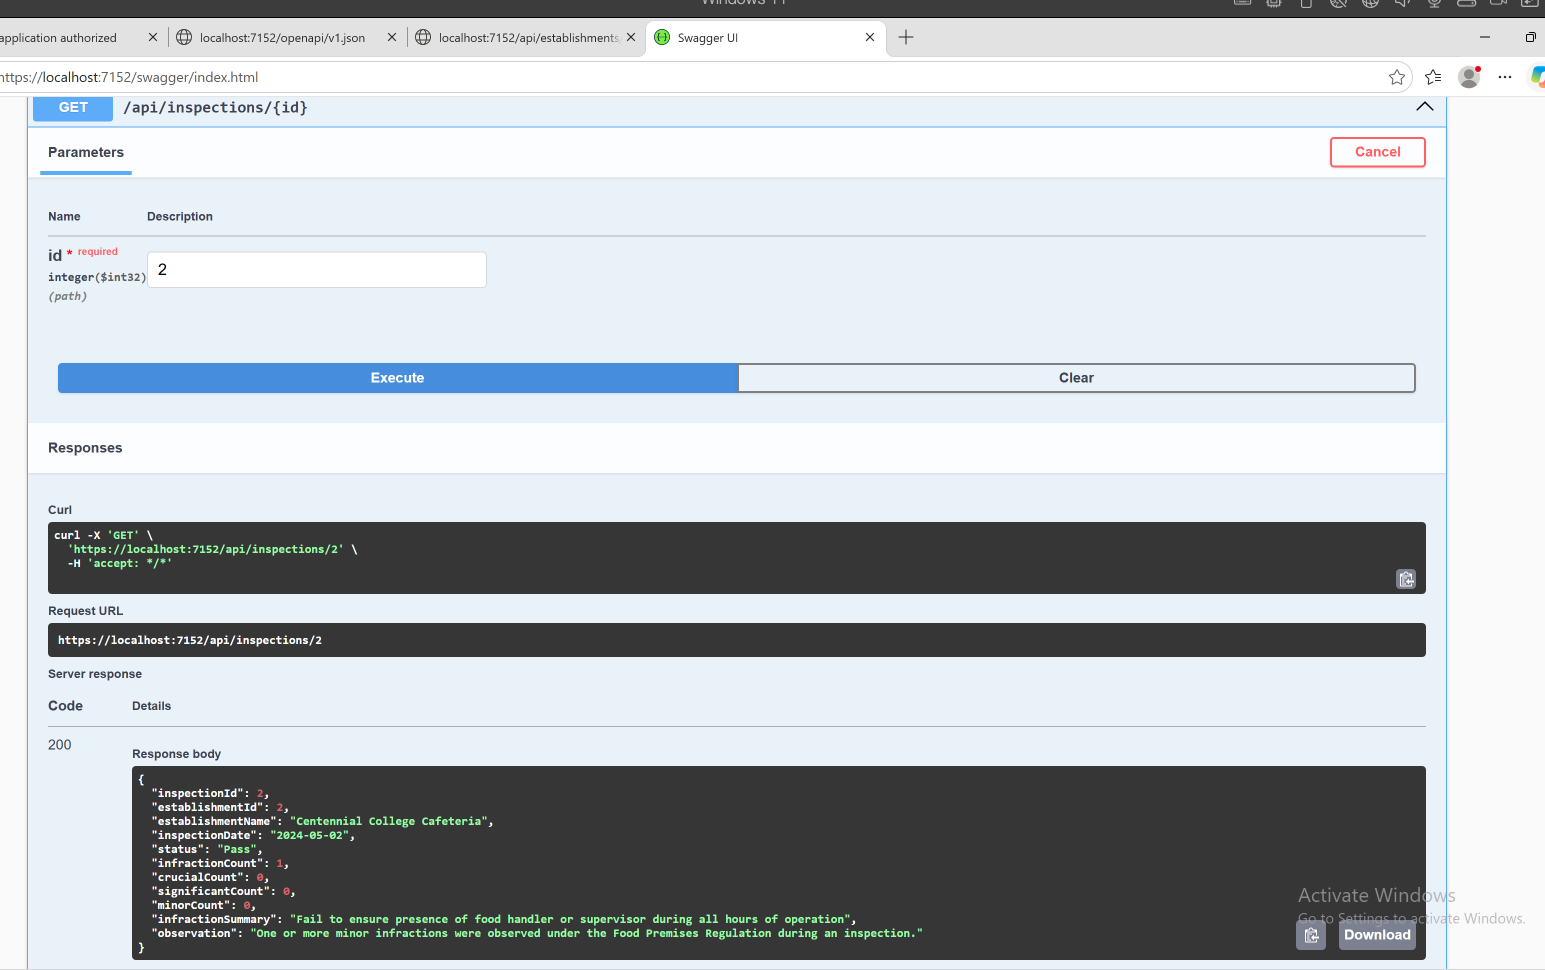 Windows 11
application authorized
localhost:7152/openapi/v1.json
localhost:7152/api/establishments
Swagger UI
https://localhost:7152/swagger/index.html
GET /api/inspections/{id}
Parameters
Cancel
Name Description
id * required
integer($int32)
(path)
2
Execute
Clear
Responses
Curl
curl -X 'GET' \
'https://localhost:7152/api/inspections/2' \
-H 'accept: */*'
Request URL
https://localhost:7152/api/inspections/2
Server response
Code Details
200
Response body
{
"inspectionId": 2,
"establishmentId": 2,
"establishmentName": "Centennial College Cafeteria",
"inspectionDate": "2024-05-02",
"status": "Pass",
"infractionCount": 1,
"crucialCount": 0,
"significantCount": 0,
"minorCount": 0,
"infractionSummary": "Fail to ensure presence of food handler or supervisor during all hours of operation",
"observation": "One or more minor infractions were observed under the Food Premises Regulation during an inspection."
}
Activate Windows
Go to Settings to activate Windows.
Download